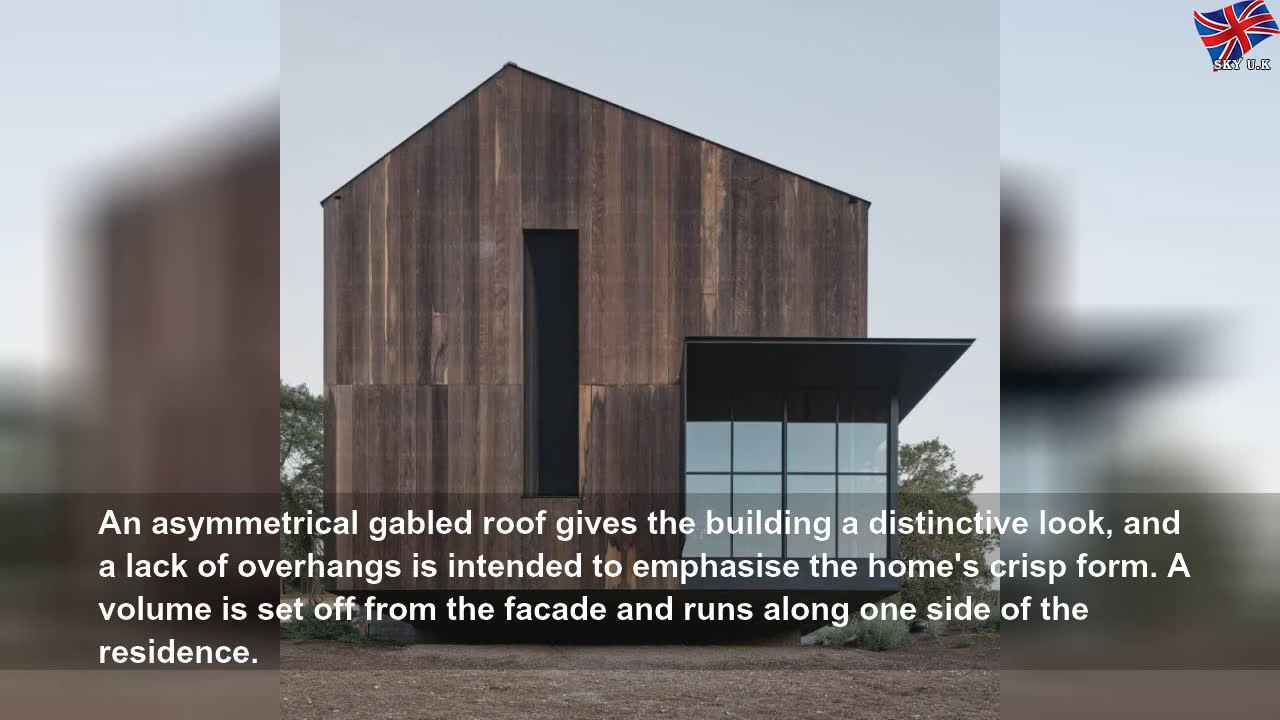 SKY U.K
An asymmetrical gabled roof gives the building a distinctive look, and
a lack of overhangs is intended to emphasise the home's crisp form. A
volume is set off from the facade and runs along one side of the
residence.